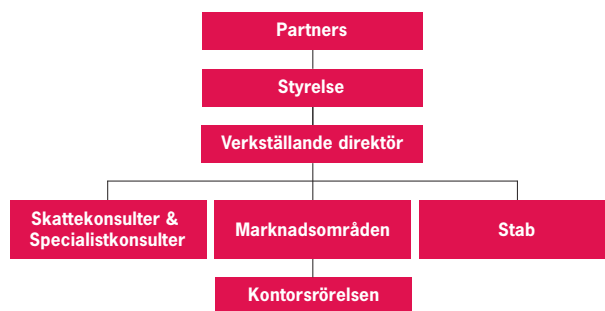 Partners
Styrelse
Verkställande direktör
Skattekonsulter &
Specialistkonsulter
Marknadsområden
Stab
Kontorsrörelsen